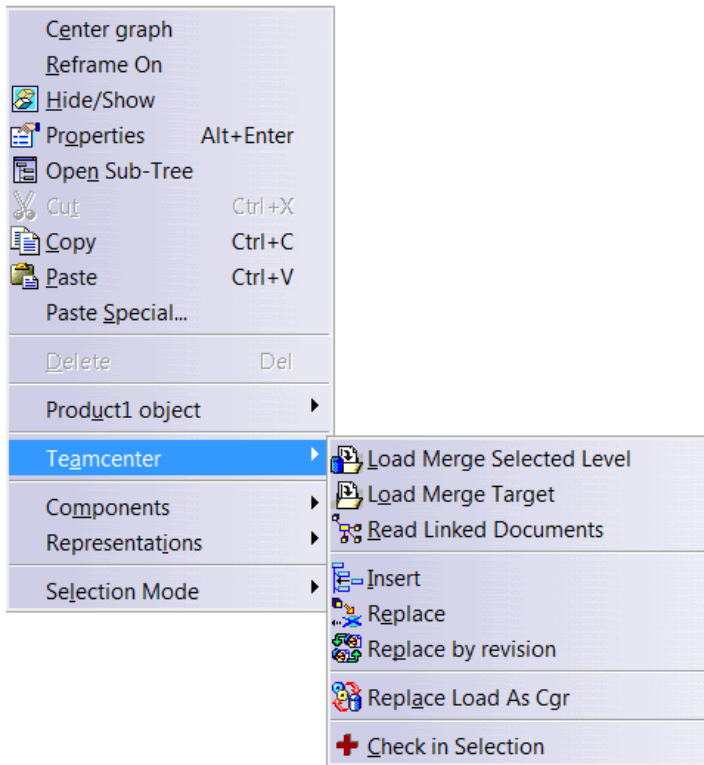 Center graph
Reframe On
Hide/Show
Properties Alt+Enter
Open Sub-Tree
Cut Ctrl+X
Copy Ctrl+C
Paste Ctrl+V
Paste Special...
Delete Del
Product1 object
Teamcenter
Components
Representations
Selection Mode
Load Merge Selected Level
Load Merge Target
Read Linked Documents
Insert
Replace
Replace by revision
Replace Load As Cgr
Check in Selection